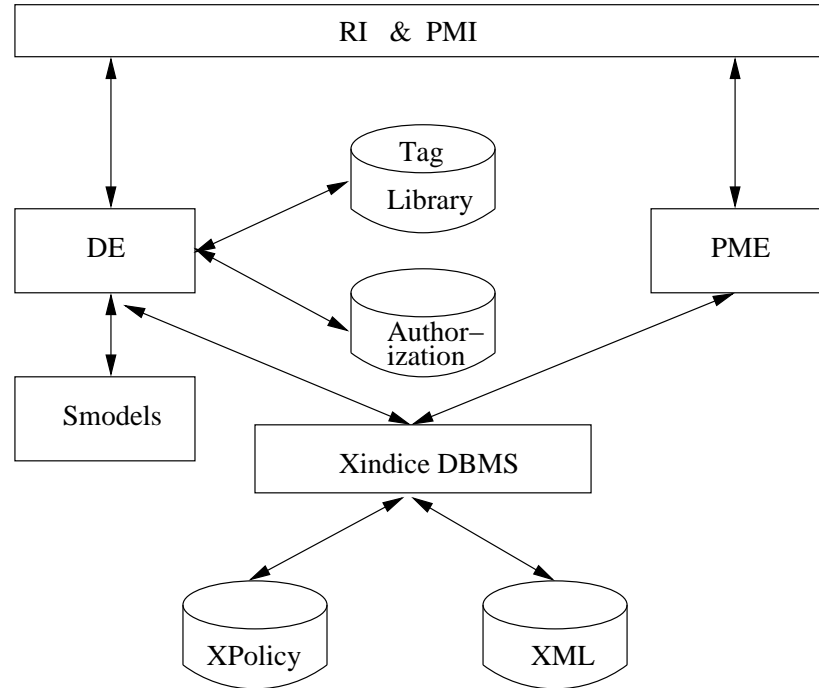 RI & PMI
Tag
Library
DE
PME
Author–
ization
Smodels
Xindice DBMS
XPolicy
XML